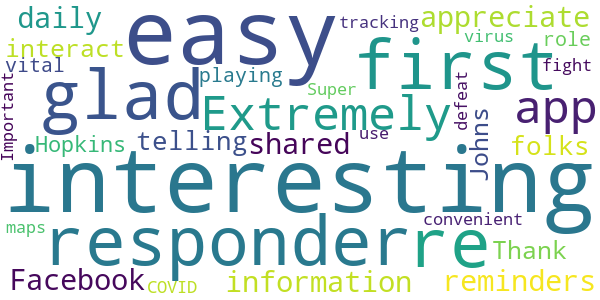 daily easy tracking appreciate
interact first virus role
vital glad playing fight
Important Extremely Super defeat app
Hopkins telling shared use Johns folks
interesting
maps responder re convenient
Thank
Facebook COVID information reminders